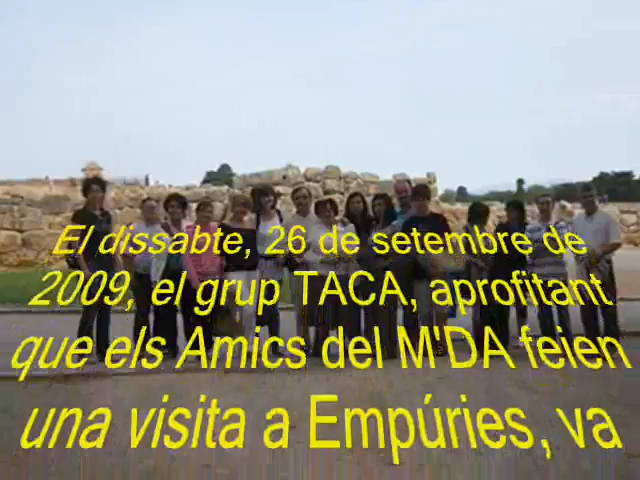 El dissabte, 26 de setembre de
2009, el grup TACA, aprofitant
que els Amics del M'DA feien
una visita a Empúries, va